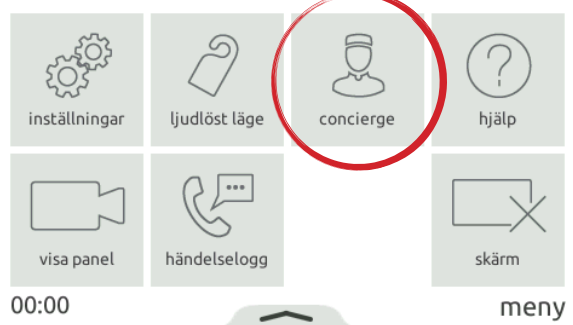 inställningar
ljudlöst läge
concierge
hjälp
visa panel
händelselogg
skärm
00:00
meny